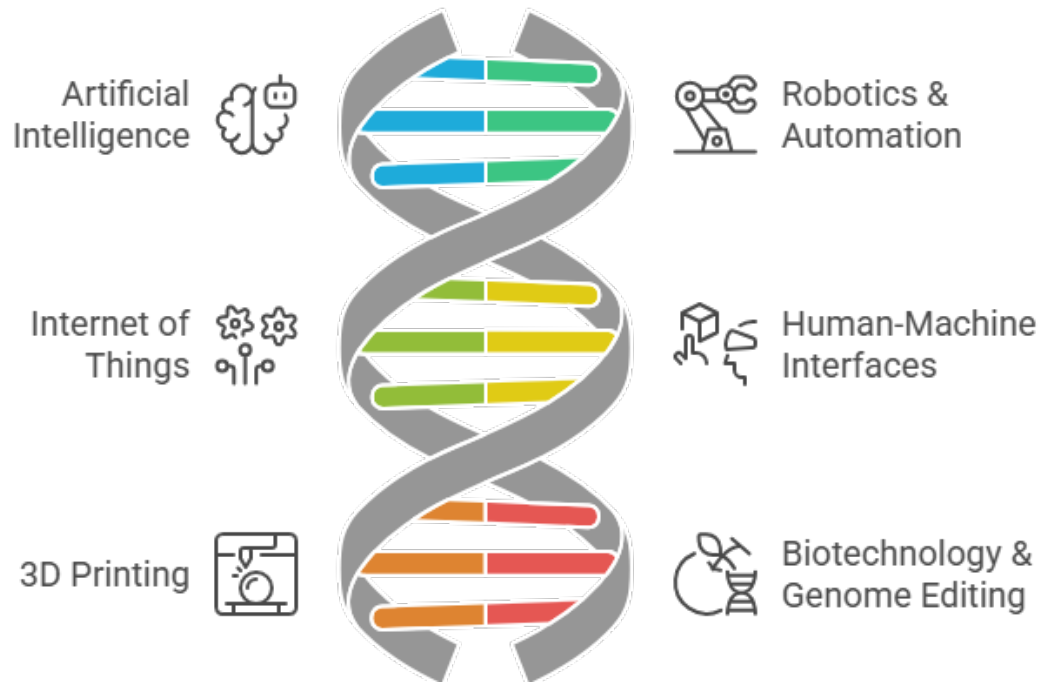 Artificial
Intelligence
Robotics &
Automation
Internet of
Things
Human-Machine
Interfaces
3D Printing
Biotechnology &
Genome Editing